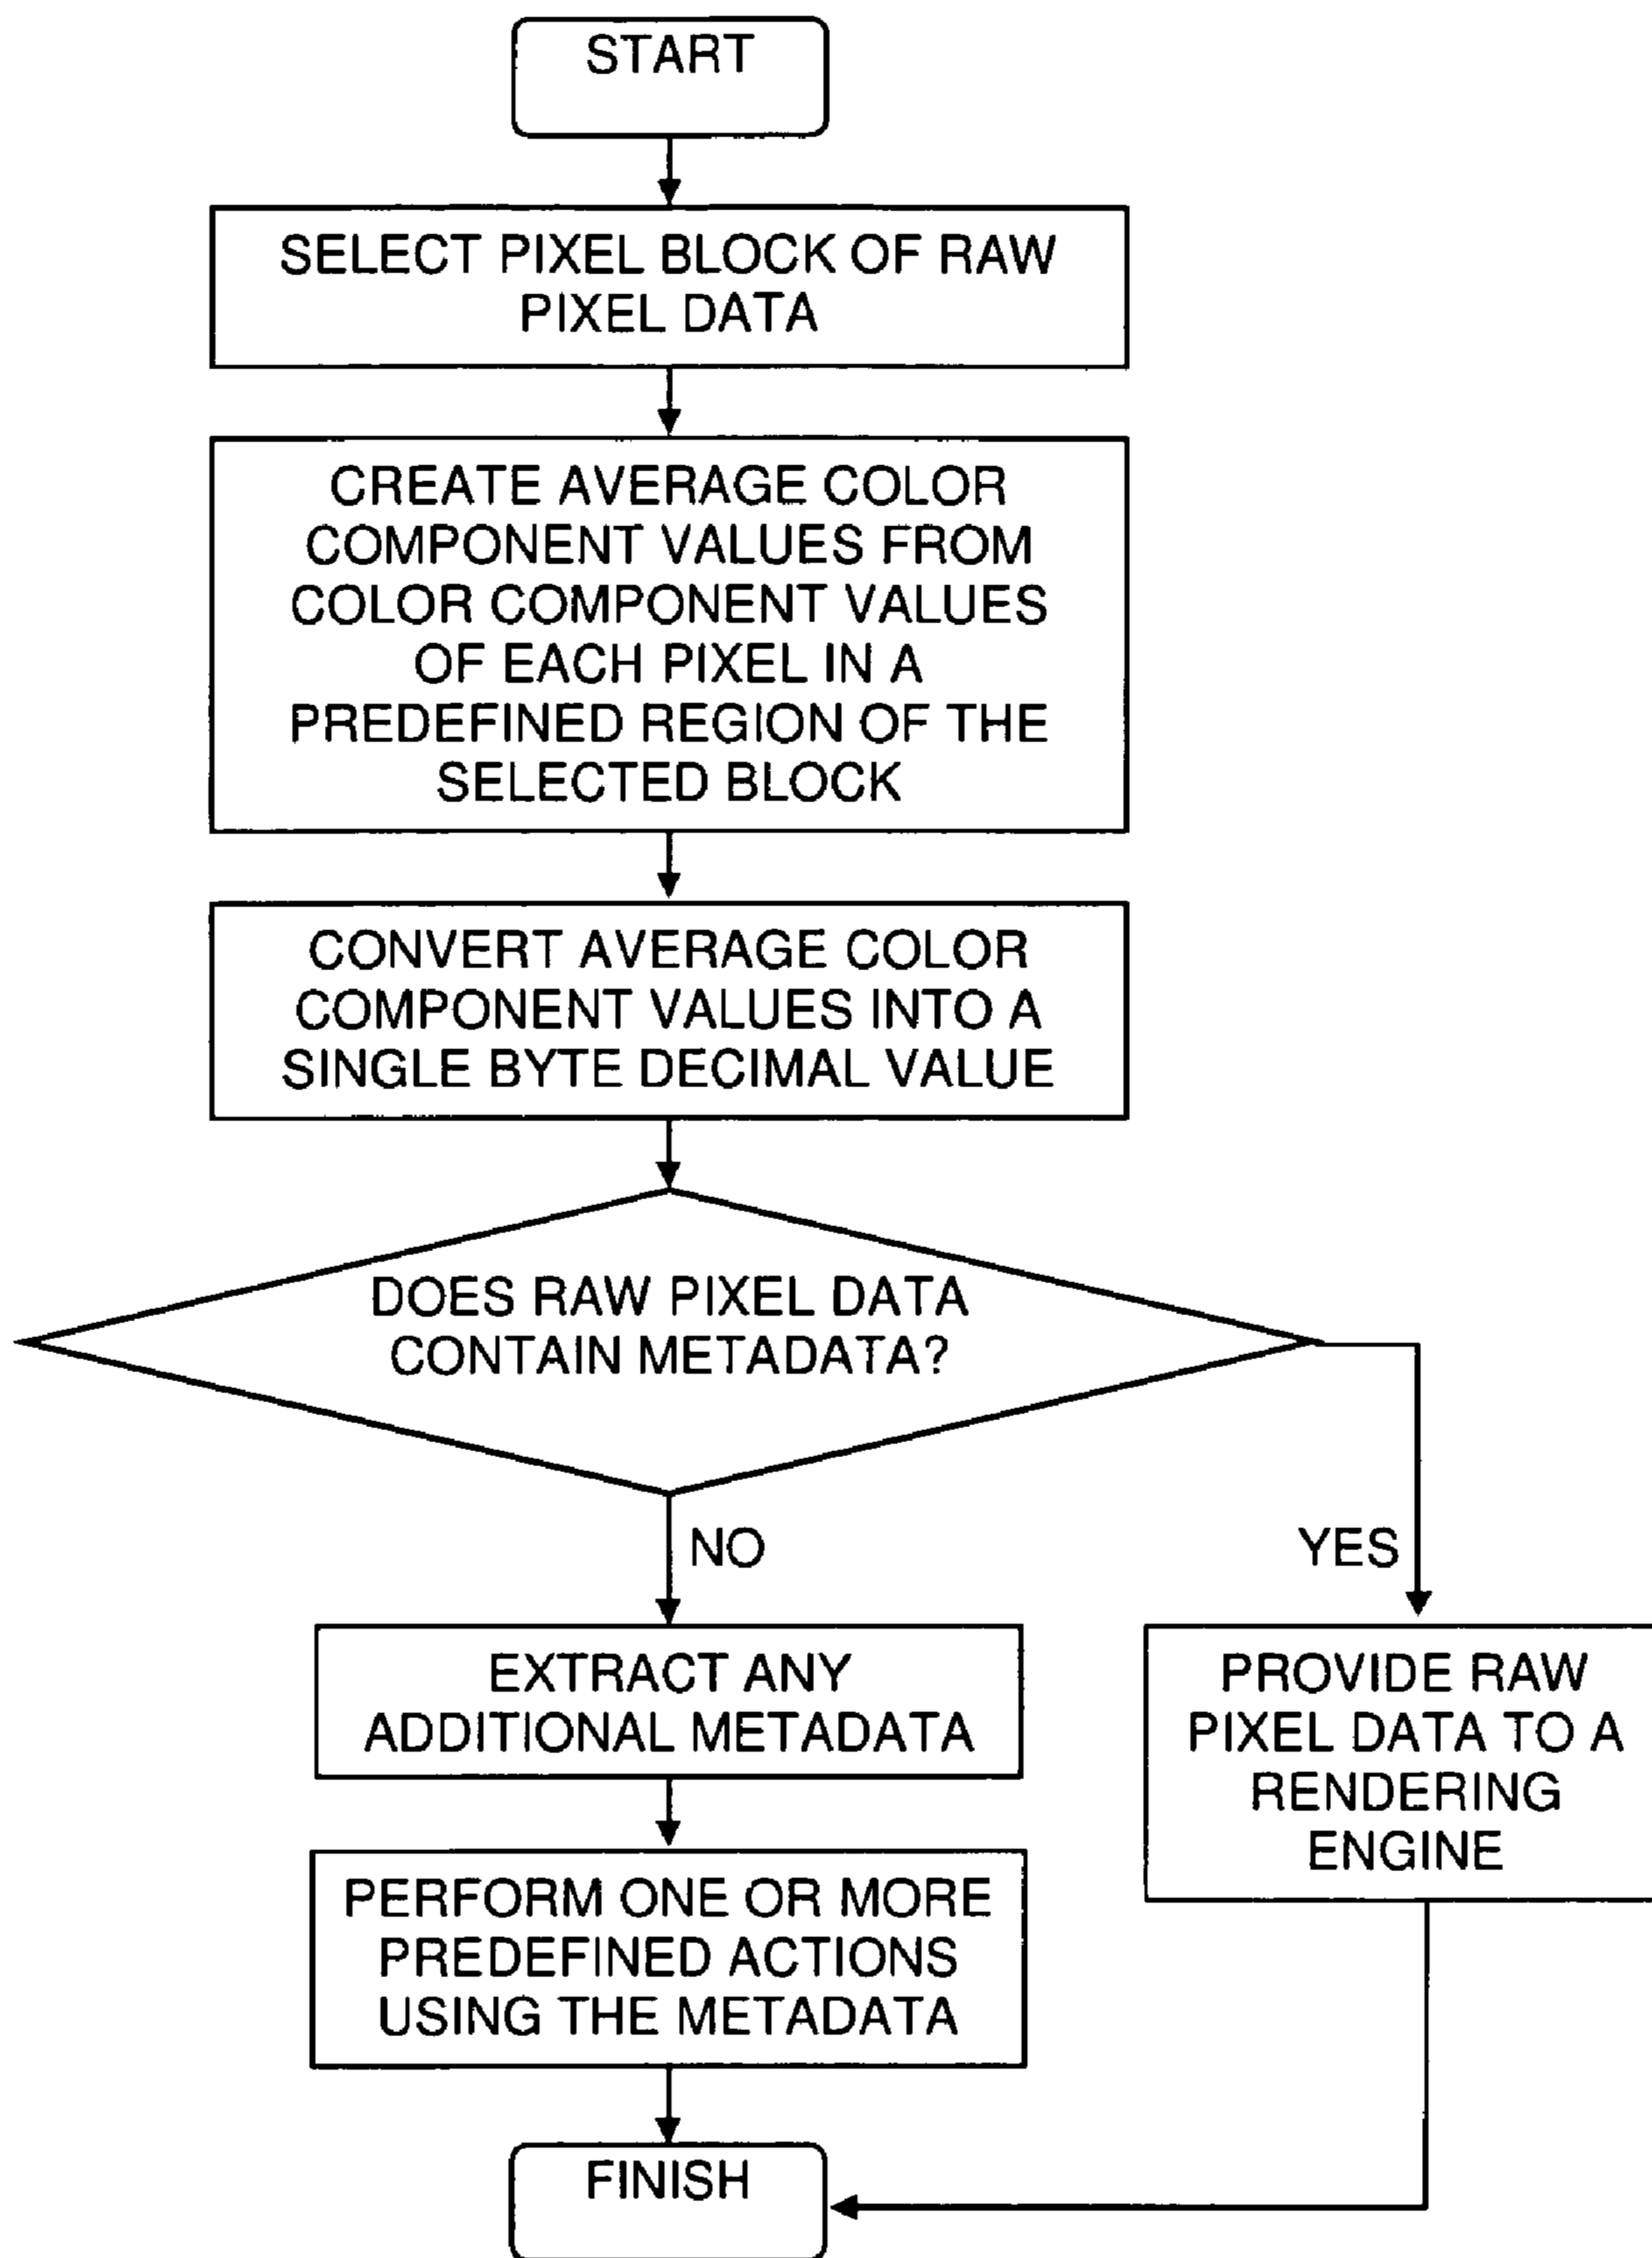 START
SELECT PIXEL BLOCK OF RAW
PIXEL DATA
CREATE AVERAGE COLOR
COMPONENT VALUES FROM
COLOR COMPONENT VALUES
OF EACH PIXEL IN A
PREDEFINED REGION OF THE
SELECTED BLOCK
CONVERT AVERAGE COLOR
COMPONENT VALUES INTO A
SINGLE BYTE DECIMAL VALUE
DOES RAW PIXEL DATA
CONTAIN METADATA?
NO
YES
EXTRACT ANY
ADDITIONAL METADATA
PROVIDE RAW
PIXEL DATA TO A
RENDERING
ENGINE
PERFORM ONE OR MORE
PREDEFINED ACTIONS
USING THE METADATA
FINISH